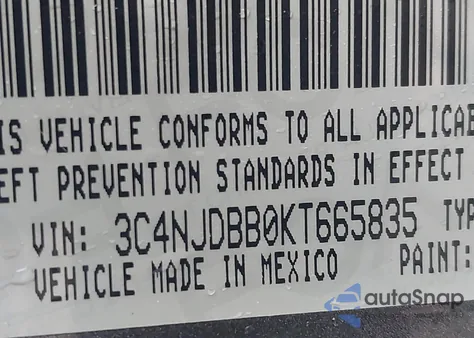 IS VEHICLE CONFORMS TO ALL APPLICAB
EFT PREVENTION STANDARDS IN EFFECT
VIN: 3C4NJDBB0KT665835 TYP
VEHICLE MADE IN MEXICO PAINT:
autoSnap